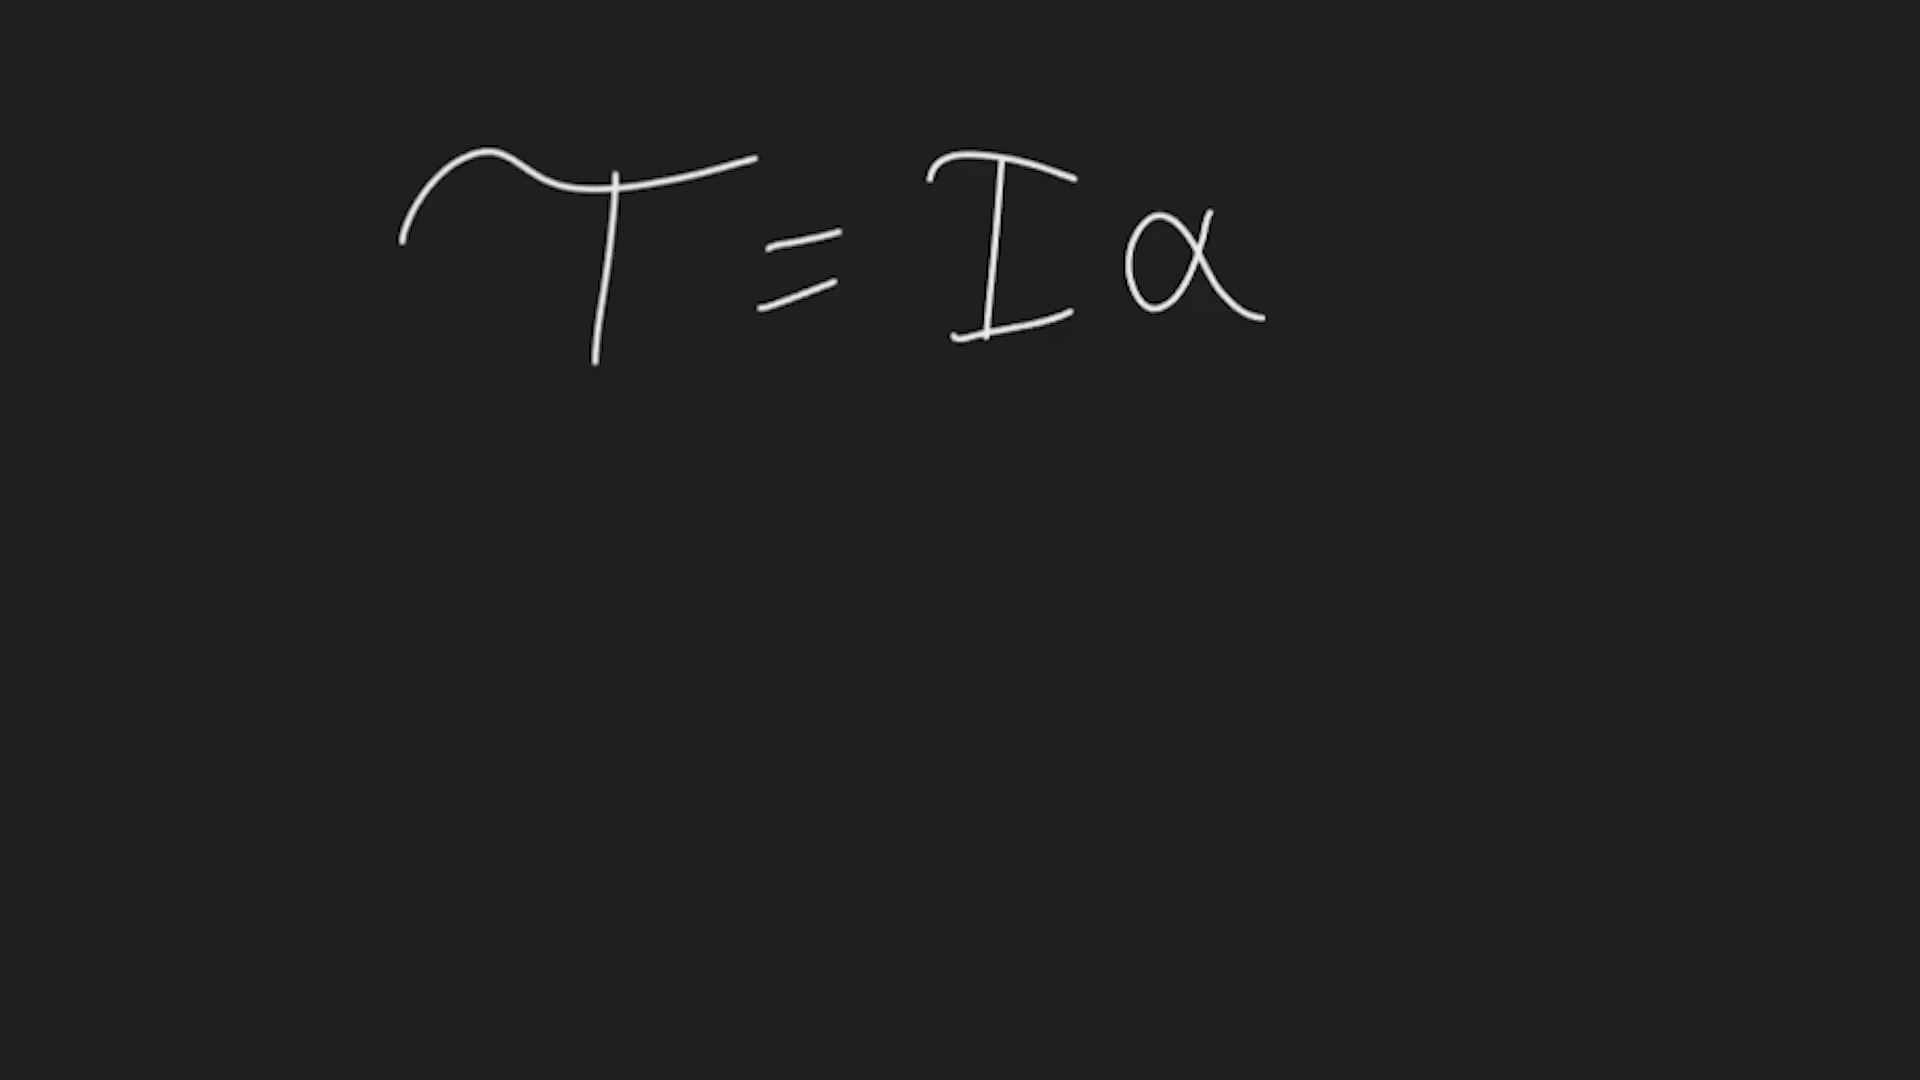 τ = Iα